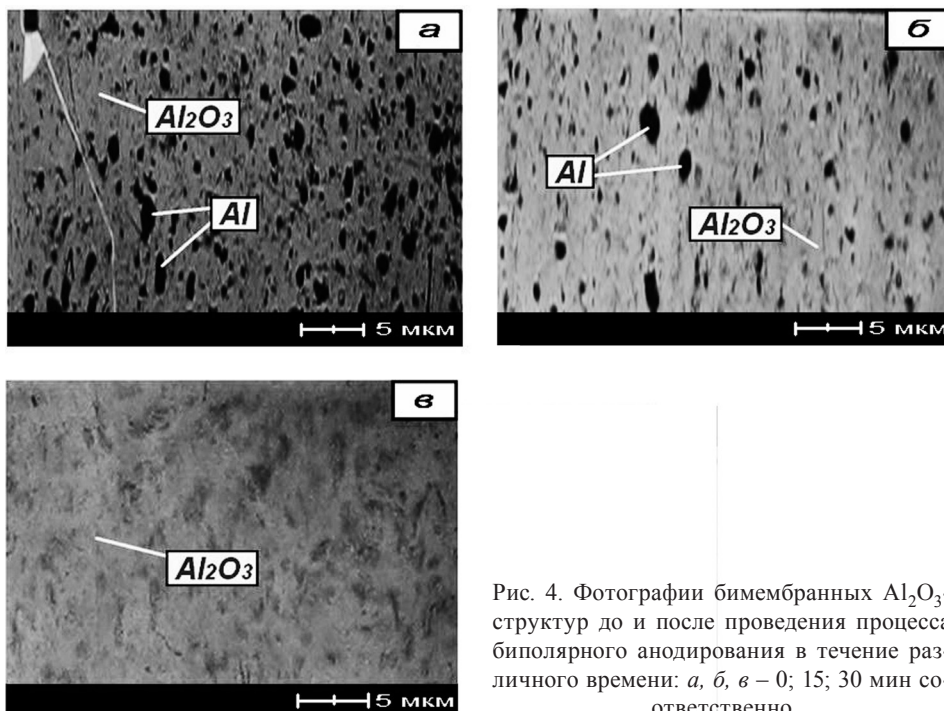 а
б
Al2O3
Al
Al
Al2O3
5 мкм
5 мкм
в
Al2O3
5 мкм
Рис. 4. Фотографии бимембранных Al2O3-
структур до и после проведения процесса
биполярного анодирования в течение раз-
личного времени: а, б, в – 0; 15; 30 мин со-
ответственно